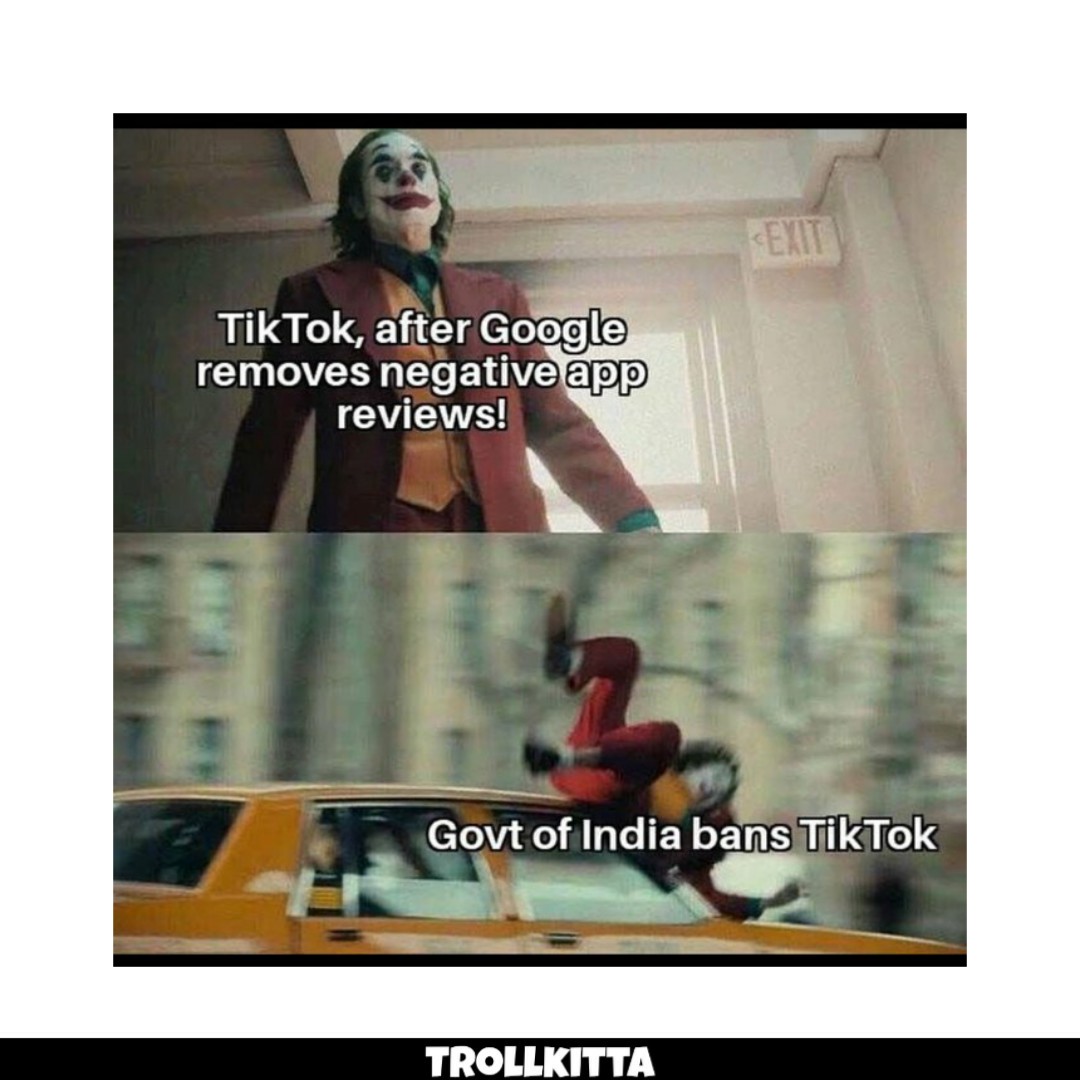 <EXIT
TikTok, after Google
removes negative app
reviews!
Govt of India bans TikTok
TROLLKITTA